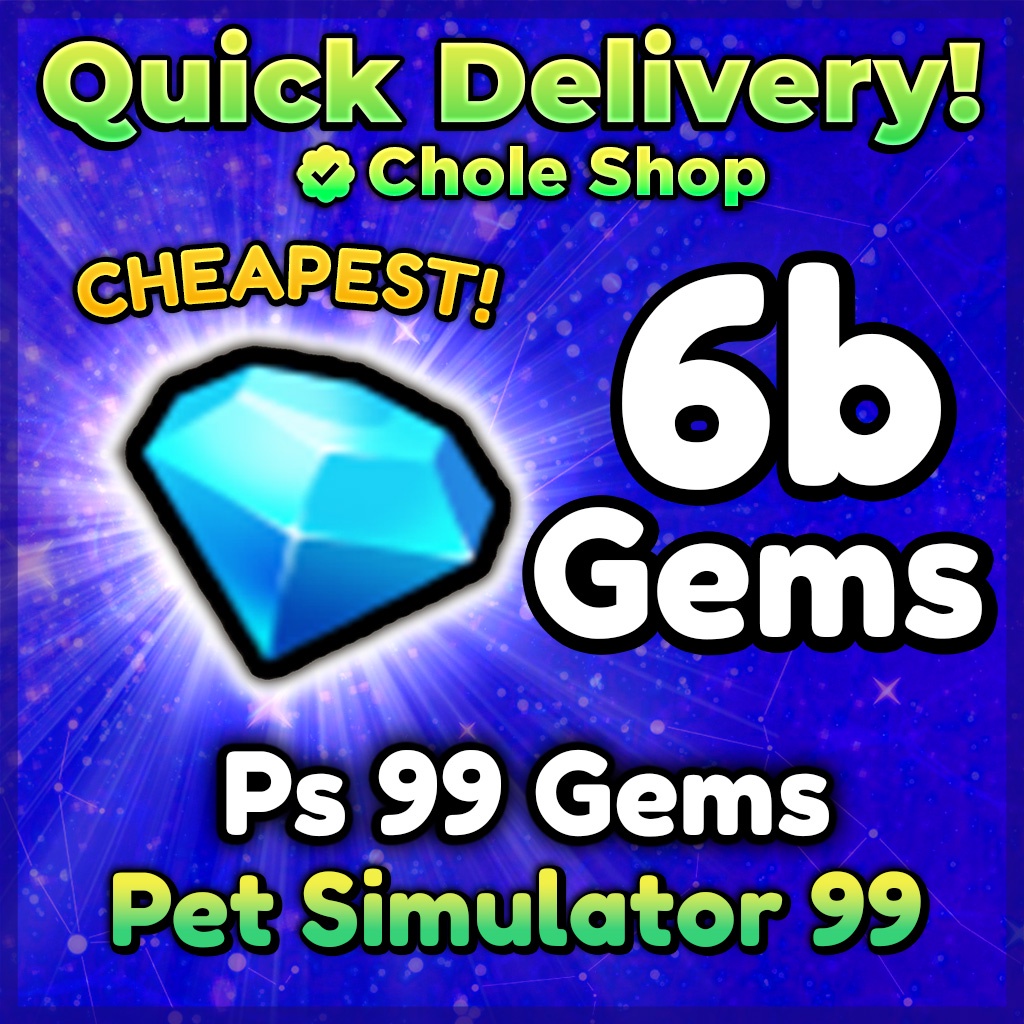 Quick Delivery!
Chole Shop
CHEAPEST!
6b
Gems
Ps 99 Gems
Pet Simulator 99